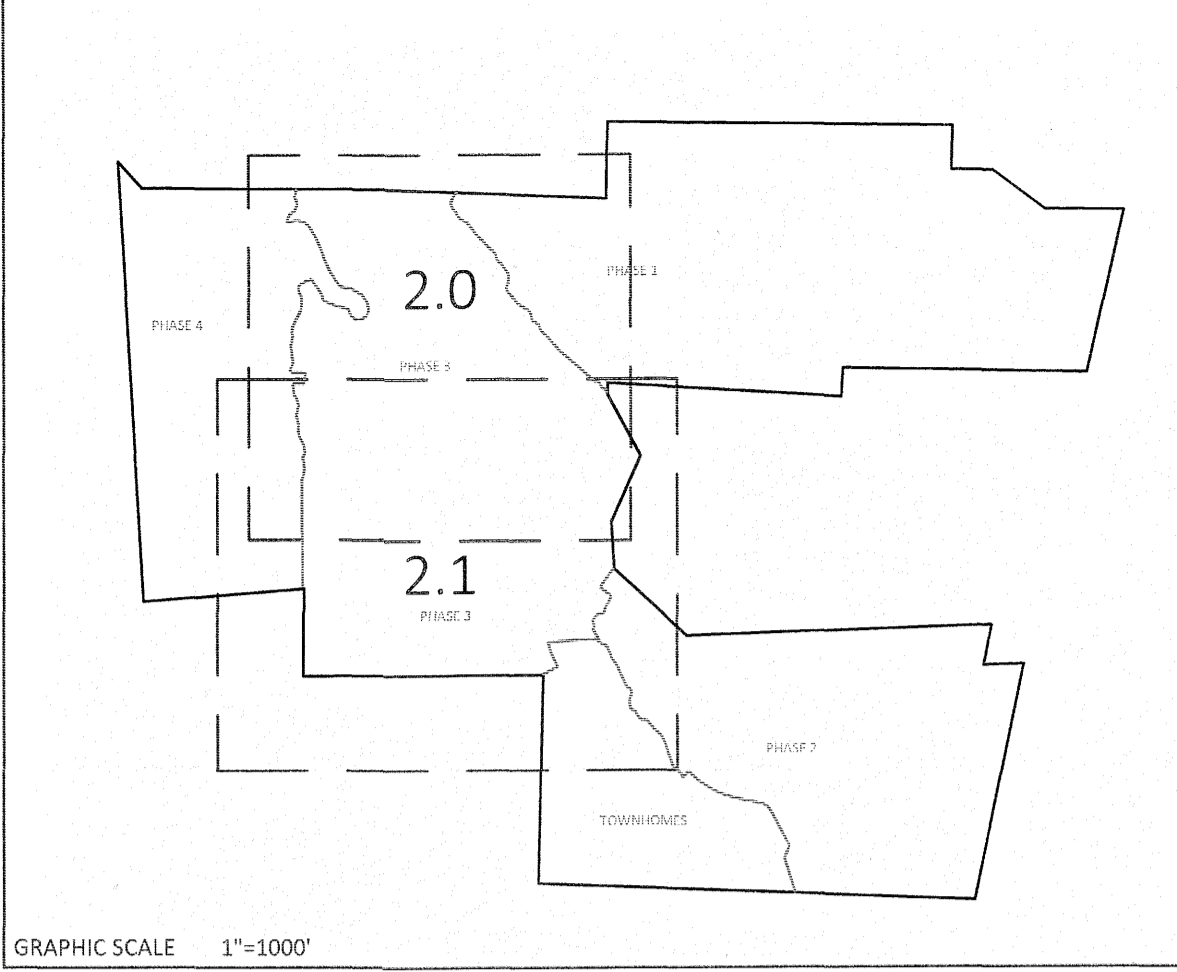 PHASE 1
2.0
PHASE 4
PHASE 3
2.1
PHASE 3
PHASE 2
TOWNHOMES
GRAPHIC SCALE 1"=1000'